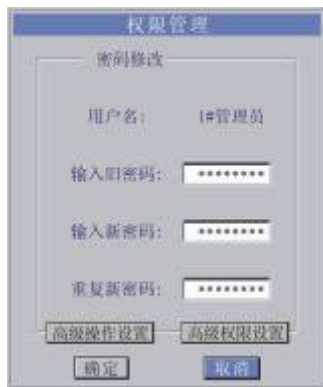 权限管理
密码修改
用户名: 1#管理员
输入旧密码: ********
输入新密码: ********
重复新密码: ********
高级操作设置 高级权限设置
确定 取消